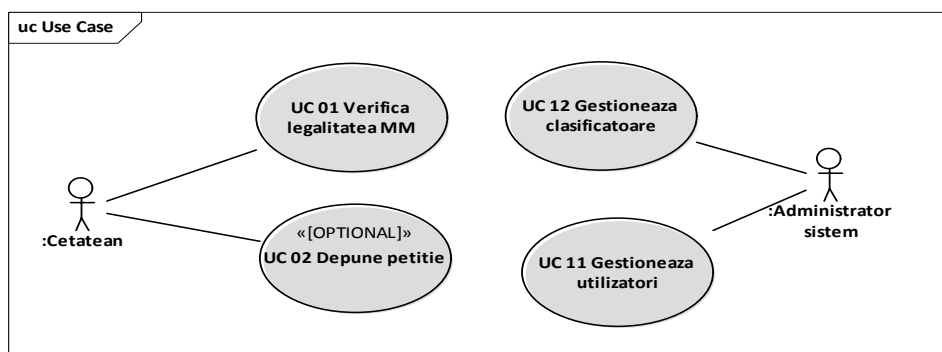 uc Use Case
UC 01 Verifica
legalitatea MM
UC 12 Gestioneaza
clasificatoare
:Cetatean
:Administrator
sistem
«[OPTIONAL]»
UC 02 Depune petitie
UC 11 Gestioneaza
utilizatori